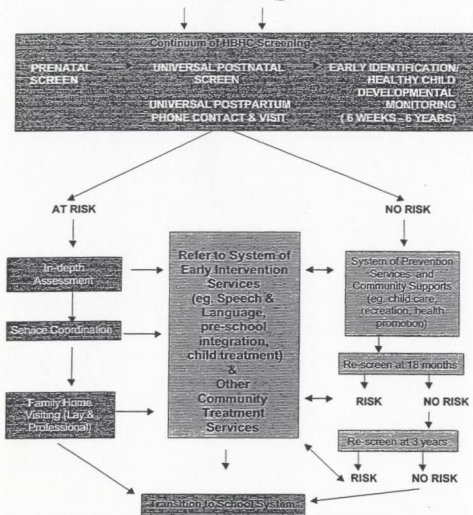 Continuum of HBHC Screening
PRENATAL
SCREEN
UNIVERSAL POSTNATAL
SCREEN
UNIVERSAL POSTPARTUM
PHONE CONTACT & VISIT
EARLY IDENTIFICATION/
HEALTHY CHILD
DEVELOPMENTAL
MONITORING
( 6 WEEKS - 6 YEARS)
AT RISK
NO RISK
In-depth
Assessment
Service Coordination
Family Home
Visiting (Lay &
Professional)
Refer to System of
Early Intervention
Services
(eg. Speech &
Language,
pre-school
integration,
child treatment)
&
Other
Community
Treatment
Services
System of Prevention
Services and
Community Supports
(eg. child care,
recreation, health
promotion)
Re-screen at 18 months
RISK NO RISK
Re-screen at 3 years
RISK NO RISK
Transition to School System